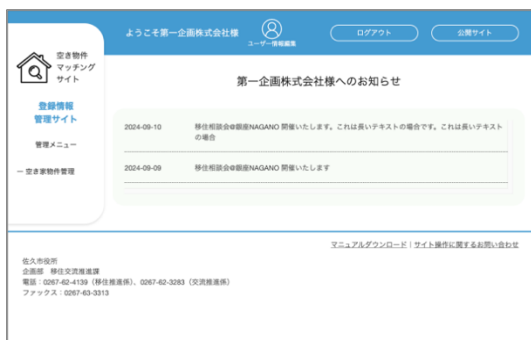 ようこそ第一企画株式会社様
ユーザー情報編集
ログアウト
公開サイト
空き物件
マッチング
サイト
登録情報
管理サイト
管理メニュー
ー 空き家物件管理
第一企画株式会社様へのお知らせ
2024-09-10 移住相談会@銀座NAGANO 開催いたします。これは長いテキストの場合です。これは長いテキスト
の場合
2024-09-09 移住相談会@銀座NAGANO 開催いたします
マニュアルダウンロード | サイト操作に関するお問い合わせ
佐久市役所
企画部 移住交流推進課
電話:0267-62-4139(移住推進係)、0267-62-3283(交流推進係)
ファックス:0267-63-3313